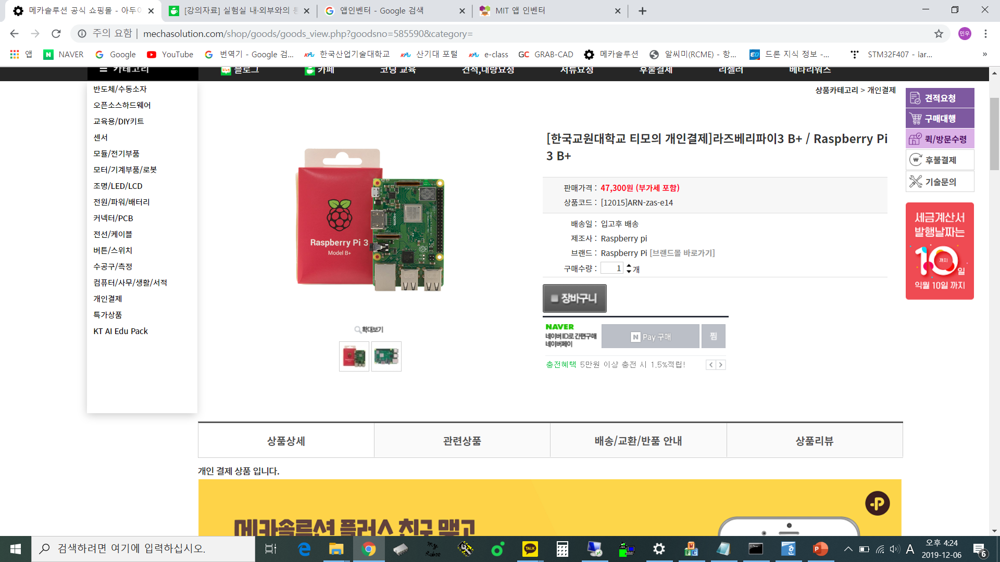 메카솔루션 공식 쇼핑몰 - 아두이
[강의자료] 실험실 내·외부와의 통
앱인벤터 - Google 검색
MIT 앱 인벤터
주의 요함 | mechasolution.com/shop/goods/goods_view.php?goodsno=585590&category=
민우
앱
NAVER
Google
YouTube
번역기 - Google 검...
한국산업기술대학교
산기대 포털
e-class
GRAB-CAD
메카솔루션
알씨미(RCME) - 항...
드론 지식 정보 -...
STM32F407 - iar...
»
카테고리
블로그
카페
코딩 교육
견적,대량요청
서류요청
후불결제
리셀러
메타리워즈
반도체/수동소자
오픈소스하드웨어
교육용/DIY키트
센서
모듈/전기부품
모터/기계부품/로봇
조명/LED/LCD
전원/파워/배터리
커넥터/PCB
전선/케이블
버튼/스위치
수공구/측정
컴퓨터/사무/생활/서적
개인결제
특가상품
KT AI Edu Pack
상품카테고리 > 개인결제
Raspberry Pi 3
Model B+
확대보기
[한국교원대학교 티모의 개인결제]라즈베리파이3 B+ / Raspberry Pi
3 B+
판매가격 : 47,300원 (부가세 포함)
상품코드 : [12015]ARN-zas-e14
배송일 : 입고후 배송
제조사 : Raspberry pi
브랜드 : Raspberry Pi [브랜드몰 바로가기]
구매수량 : 1 개
장바구니
NAVER
네이버 ID로 간편구매
네이버페이
N Pay 구매
찜
충전혜택 5만원 이상 충전 시 1.5%적립!
견적요청
구매대행
퀵/방문수령
후불결제
기술문의
세금계산서
발행날짜는
10일 까지
익월 10일 까지
상품상세
관련상품
배송/교환/반품 안내
상품리뷰
개인 결제 상품 입니다.
메카솔루션 플러스 친구 맺고
검색하려면 여기에 입력하십시오.
My
Robot
TALK
A
오후 4:24
2019-12-06
6